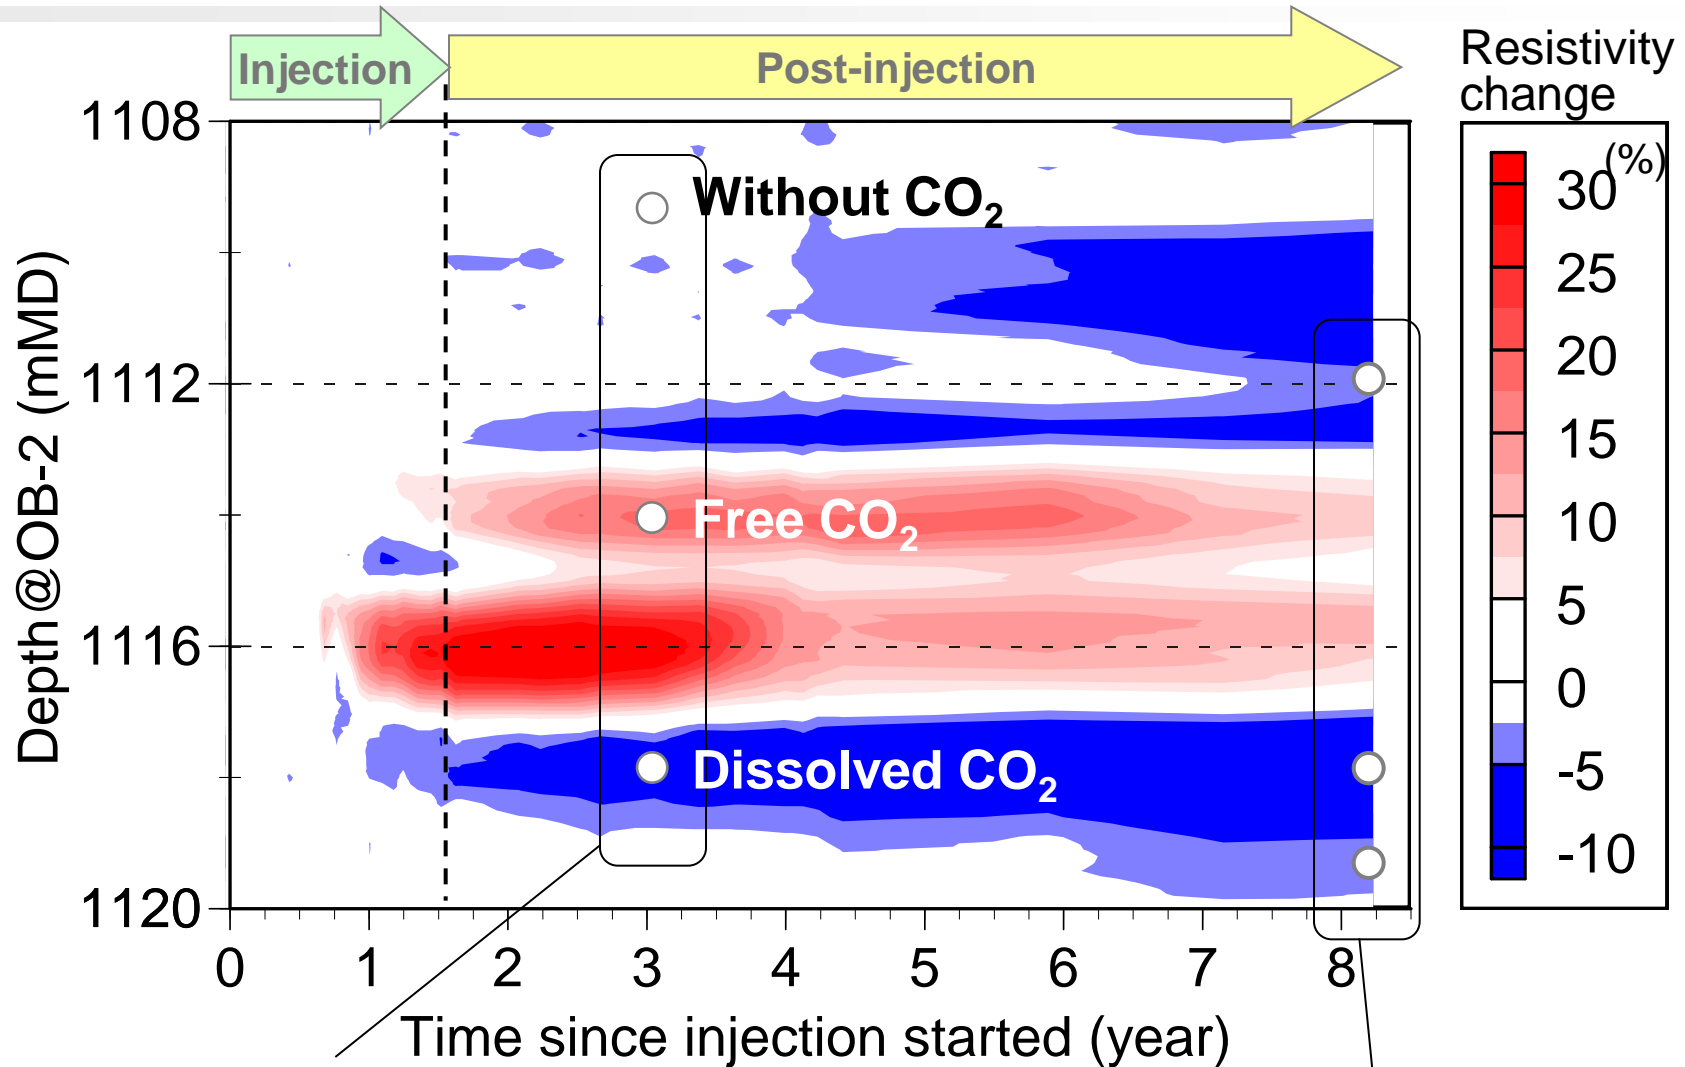 Injection
Post-injection
Resistivity
change
(%)
30
25
20
15
10
5
0
-5
-10
Depth@OB-2 (mMD)
1108
1112
1116
1120
Without CO2
Free CO2
Dissolved CO2
0 1 2 3 4 5 6 7 8
Time since injection started (year)